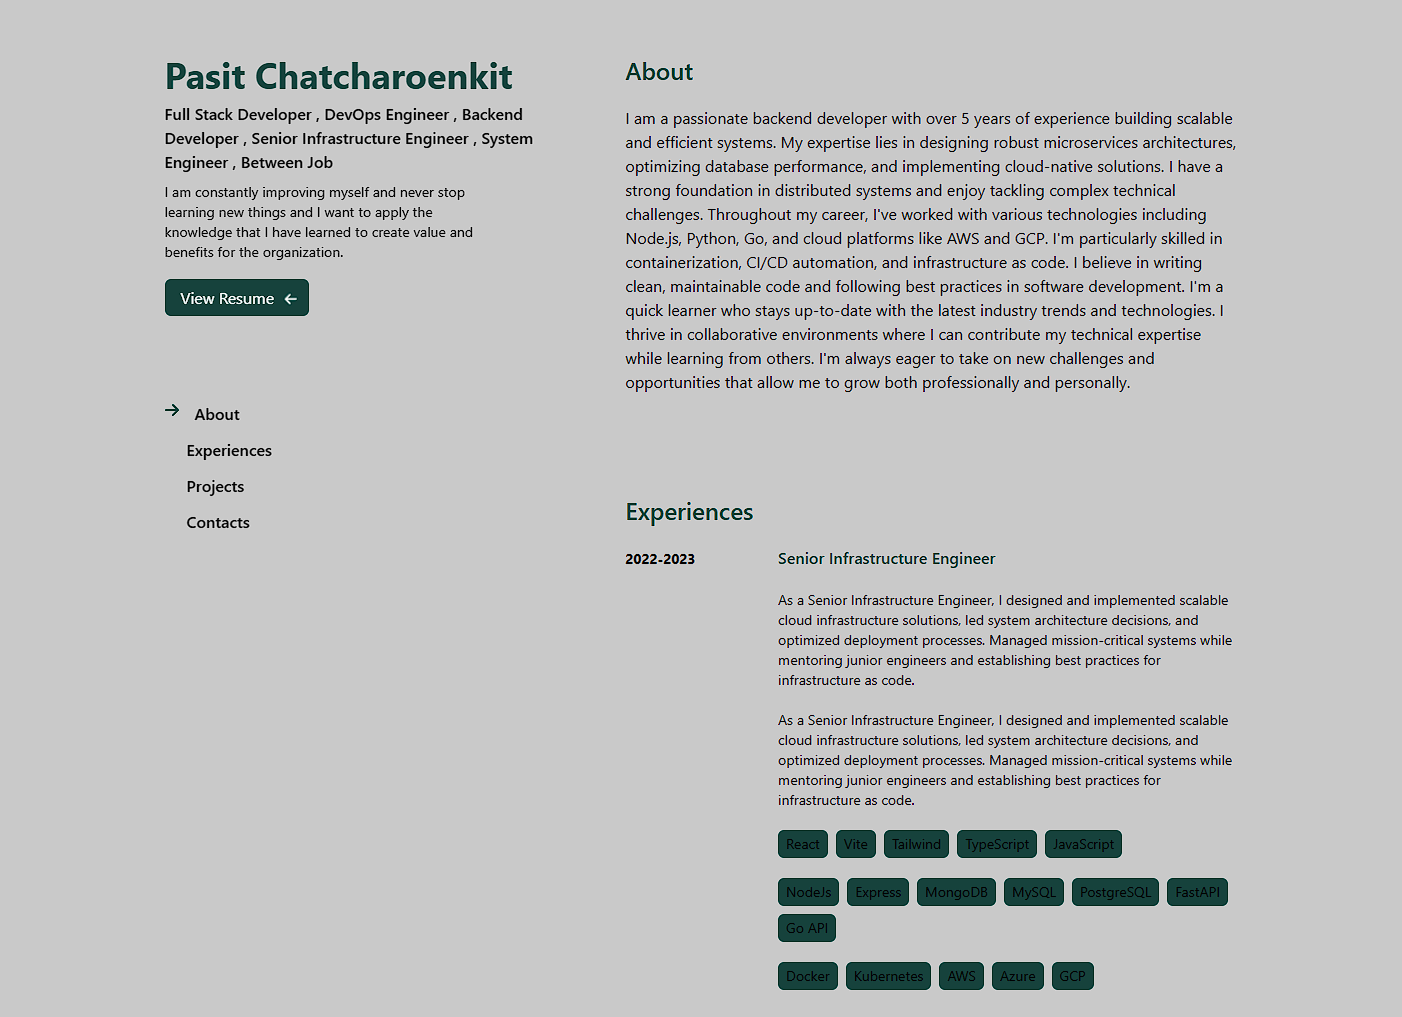 Pasit Chatcharoenkit
Full Stack Developer , DevOps Engineer , Backend
Developer , Senior Infrastructure Engineer , System
Engineer , Between Job
I am constantly improving myself and never stop
learning new things and I want to apply the
knowledge that I have learned to create value and
benefits for the organization.
View Resume
About
Experiences
Projects
Contacts
About
I am a passionate backend developer with over 5 years of experience building scalable
and efficient systems. My expertise lies in designing robust microservices architectures,
optimizing database performance, and implementing cloud-native solutions. I have a
strong foundation in distributed systems and enjoy tackling complex technical
challenges. Throughout my career, I've worked with various technologies including
Node.js, Python, Go, and cloud platforms like AWS and GCP. I'm particularly skilled in
containerization, CI/CD automation, and infrastructure as code. I believe in writing
clean, maintainable code and following best practices in software development. I'm a
quick learner who stays up-to-date with the latest industry trends and technologies. I
thrive in collaborative environments where I can contribute my technical expertise
while learning from others. I'm always eager to take on new challenges and
opportunities that allow me to grow both professionally and personally.
Experiences
2022-2023
Senior Infrastructure Engineer
As a Senior Infrastructure Engineer, I designed and implemented scalable
cloud infrastructure solutions, led system architecture decisions, and
optimized deployment processes. Managed mission-critical systems while
mentoring junior engineers and establishing best practices for
infrastructure as code.
As a Senior Infrastructure Engineer, I designed and implemented scalable
cloud infrastructure solutions, led system architecture decisions, and
optimized deployment processes. Managed mission-critical systems while
mentoring junior engineers and establishing best practices for
infrastructure as code.
React Vite Tailwind TypeScript JavaScript
NodeJs Express MongoDB MySQL PostgreSQL FastAPI
Go API
Docker Kubernetes AWS Azure GCP